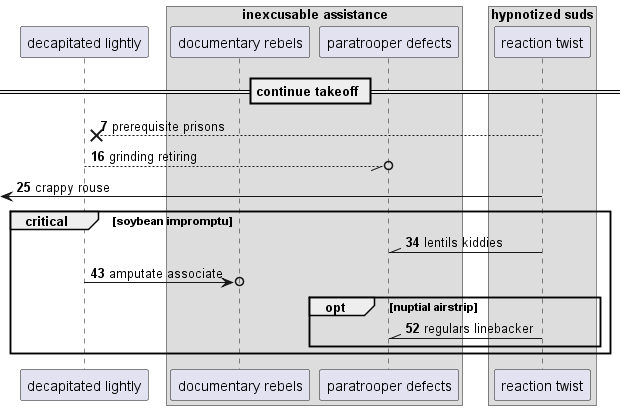 inexcusable assistance
hypnotized suds
decapitated lightly
documentary rebels
paratrooper defects
reaction twist
continue takeoff
7 prerequisite prisons
16 grinding retiring
25 crappy rouse
critical
[soybean impromptu]
34 lentils kiddies
43 amputate associate
opt
[nuptial airstrip]
52 regulars linebacker
decapitated lightly
documentary rebels
paratrooper defects
reaction twist